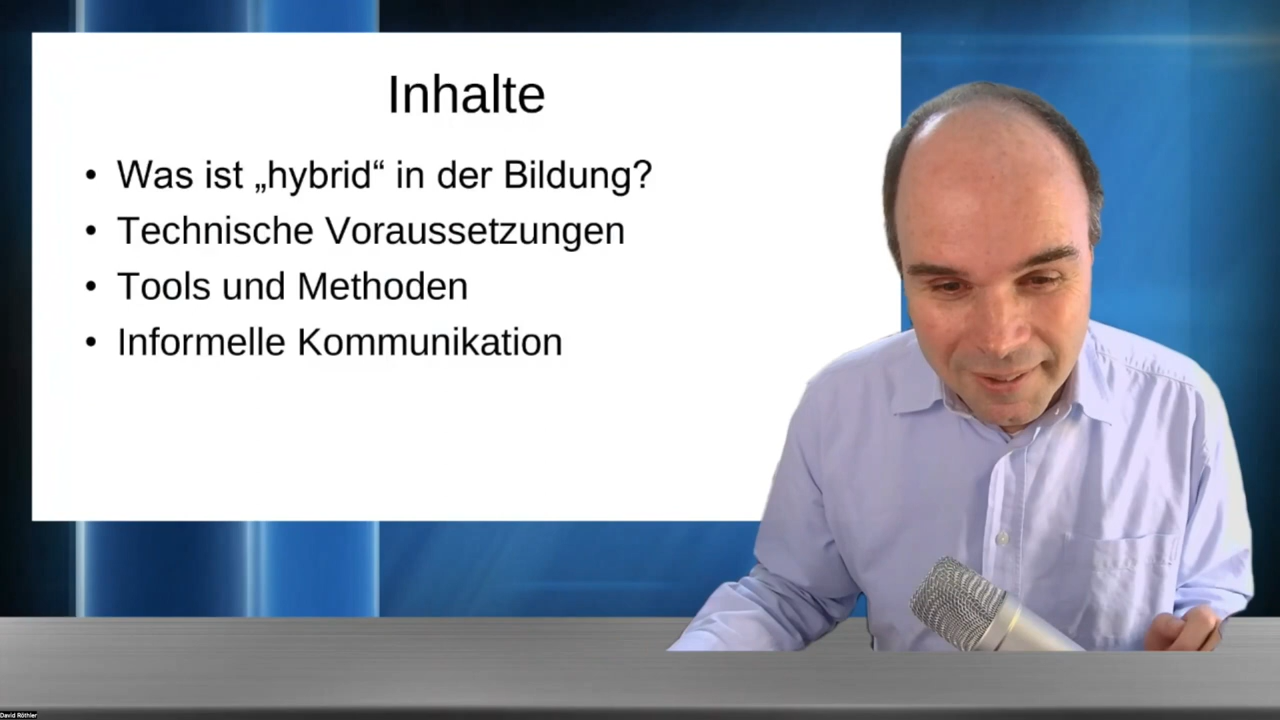 Inhalte
• Was ist „hybrid“ in der Bildung?
• Technische Voraussetzungen
• Tools und Methoden
• Informelle Kommunikation
David Röthler